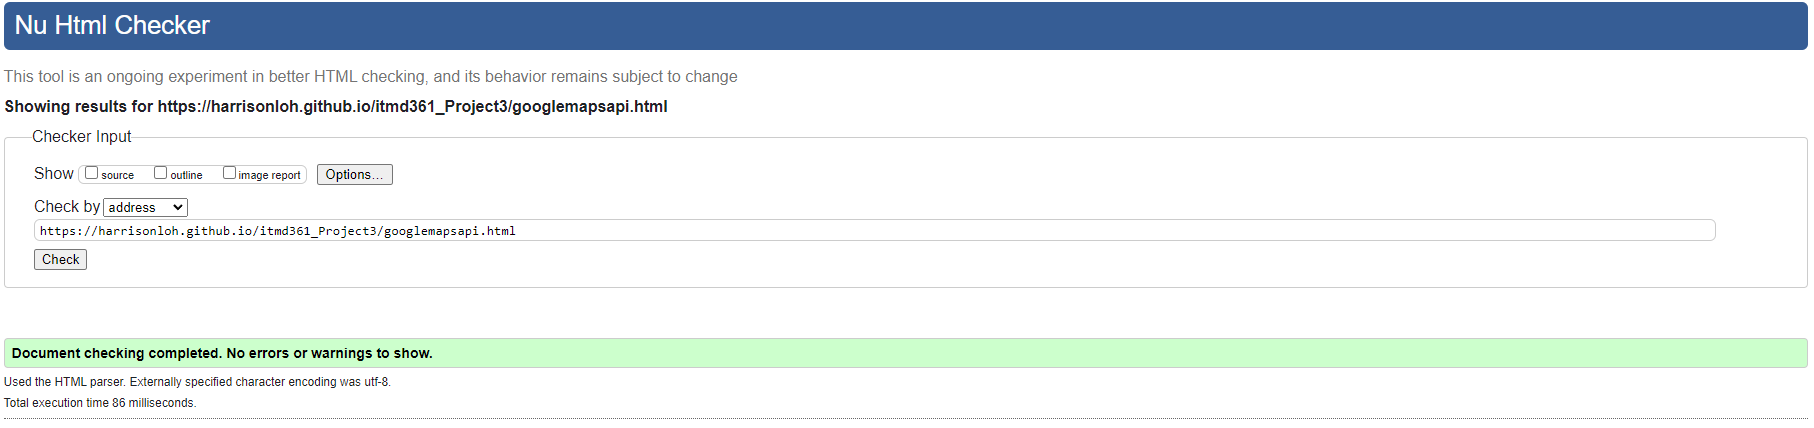 Nu Html Checker
This tool is an ongoing experiment in better HTML checking, and its behavior remains subject to change
Showing results for https://harrisonloh.github.io/itmd361_Project3/googlemapsapi.html
Checker Input
Show source outline image report Options...
Check by address
https://harrisonloh.github.io/itmd361_Project3/googlemapsapi.html
Check
Document checking completed. No errors or warnings to show.
Used the HTML parser. Externally specified character encoding was utf-8.
Total execution time 86 milliseconds.